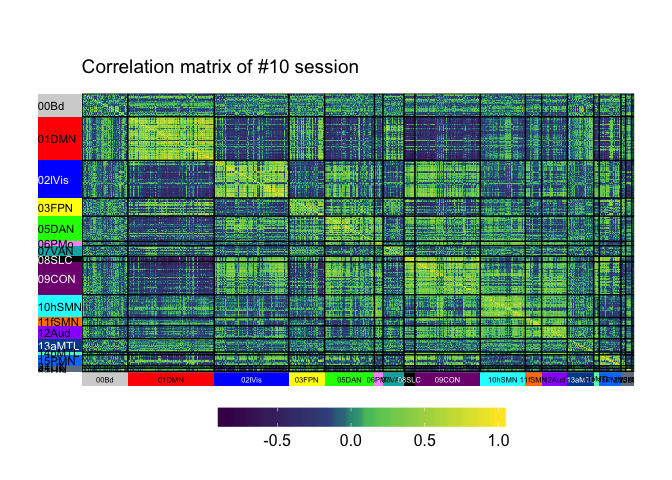 Correlation matrix of #10 session
00Bd
01DMN
02lVis
03FPN
05DAN
07VAN
08SLC
09CON
10hSMN
11fSMN
12Aud
13aMTL
15PMN
00Bd 01DMN 02lVis 03FPN 05DAN 08SLC 09CON 10hSMN 11fSMN 12Aud 13aMTL
-0.5 0.0 0.5 1.0